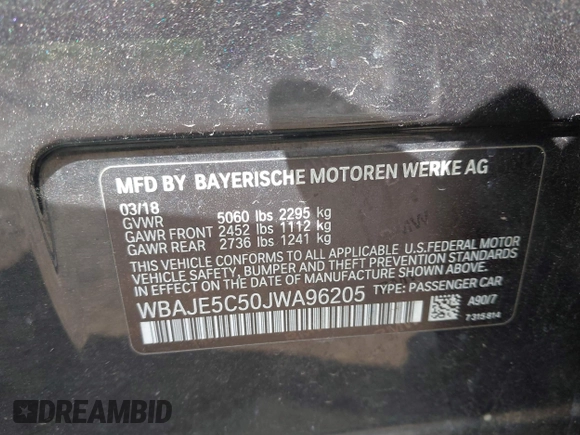 MFD BY BAYERISCHE MOTOREN WERKE AG
03/18
GVWR 5060 lbs 2295 kg
GAWR FRONT 2452 lbs 1112 kg
GAWR REAR 2736 lbs 1241 kg
THIS VEHICLE CONFORMS TO ALL APPLICABLE U.S. FEDERAL MOTOR
VEHICLE SAFETY, BUMPER, AND THEFT PREVENTION STANDARDS
IN EFFECT ON THE DATE OF MANUFACTURE SHOWN ABOVE.
WBAJE5C50JWA96205 TYPE: PASSENGER CAR
A90/7
7315814
DREAMBID